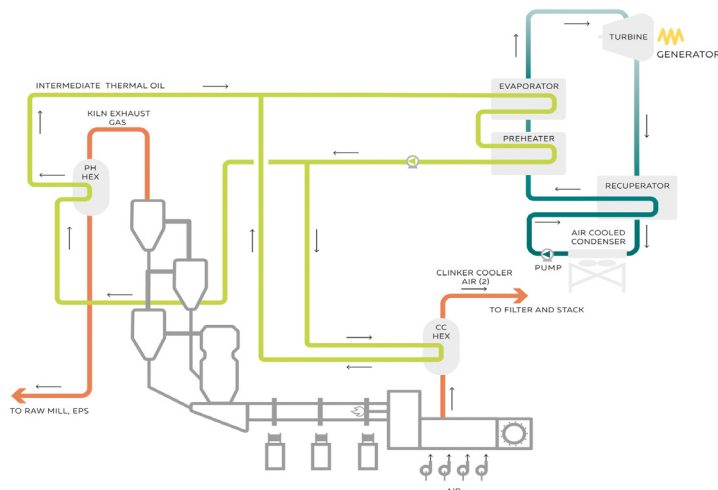 TURBINE
GENERATOR
INTERMEDIATE THERMAL OIL
EVAPORATOR
KILN EXHAUST
GAS
PREHEATER
PH
HEX
RECUPERATOR
AIR COOLED
CONDENSER
PUMP
CLINKER COOLER
AIR (2)
TO FILTER AND STACK
CC
HEX
TO RAW MILL, EPS
AIR